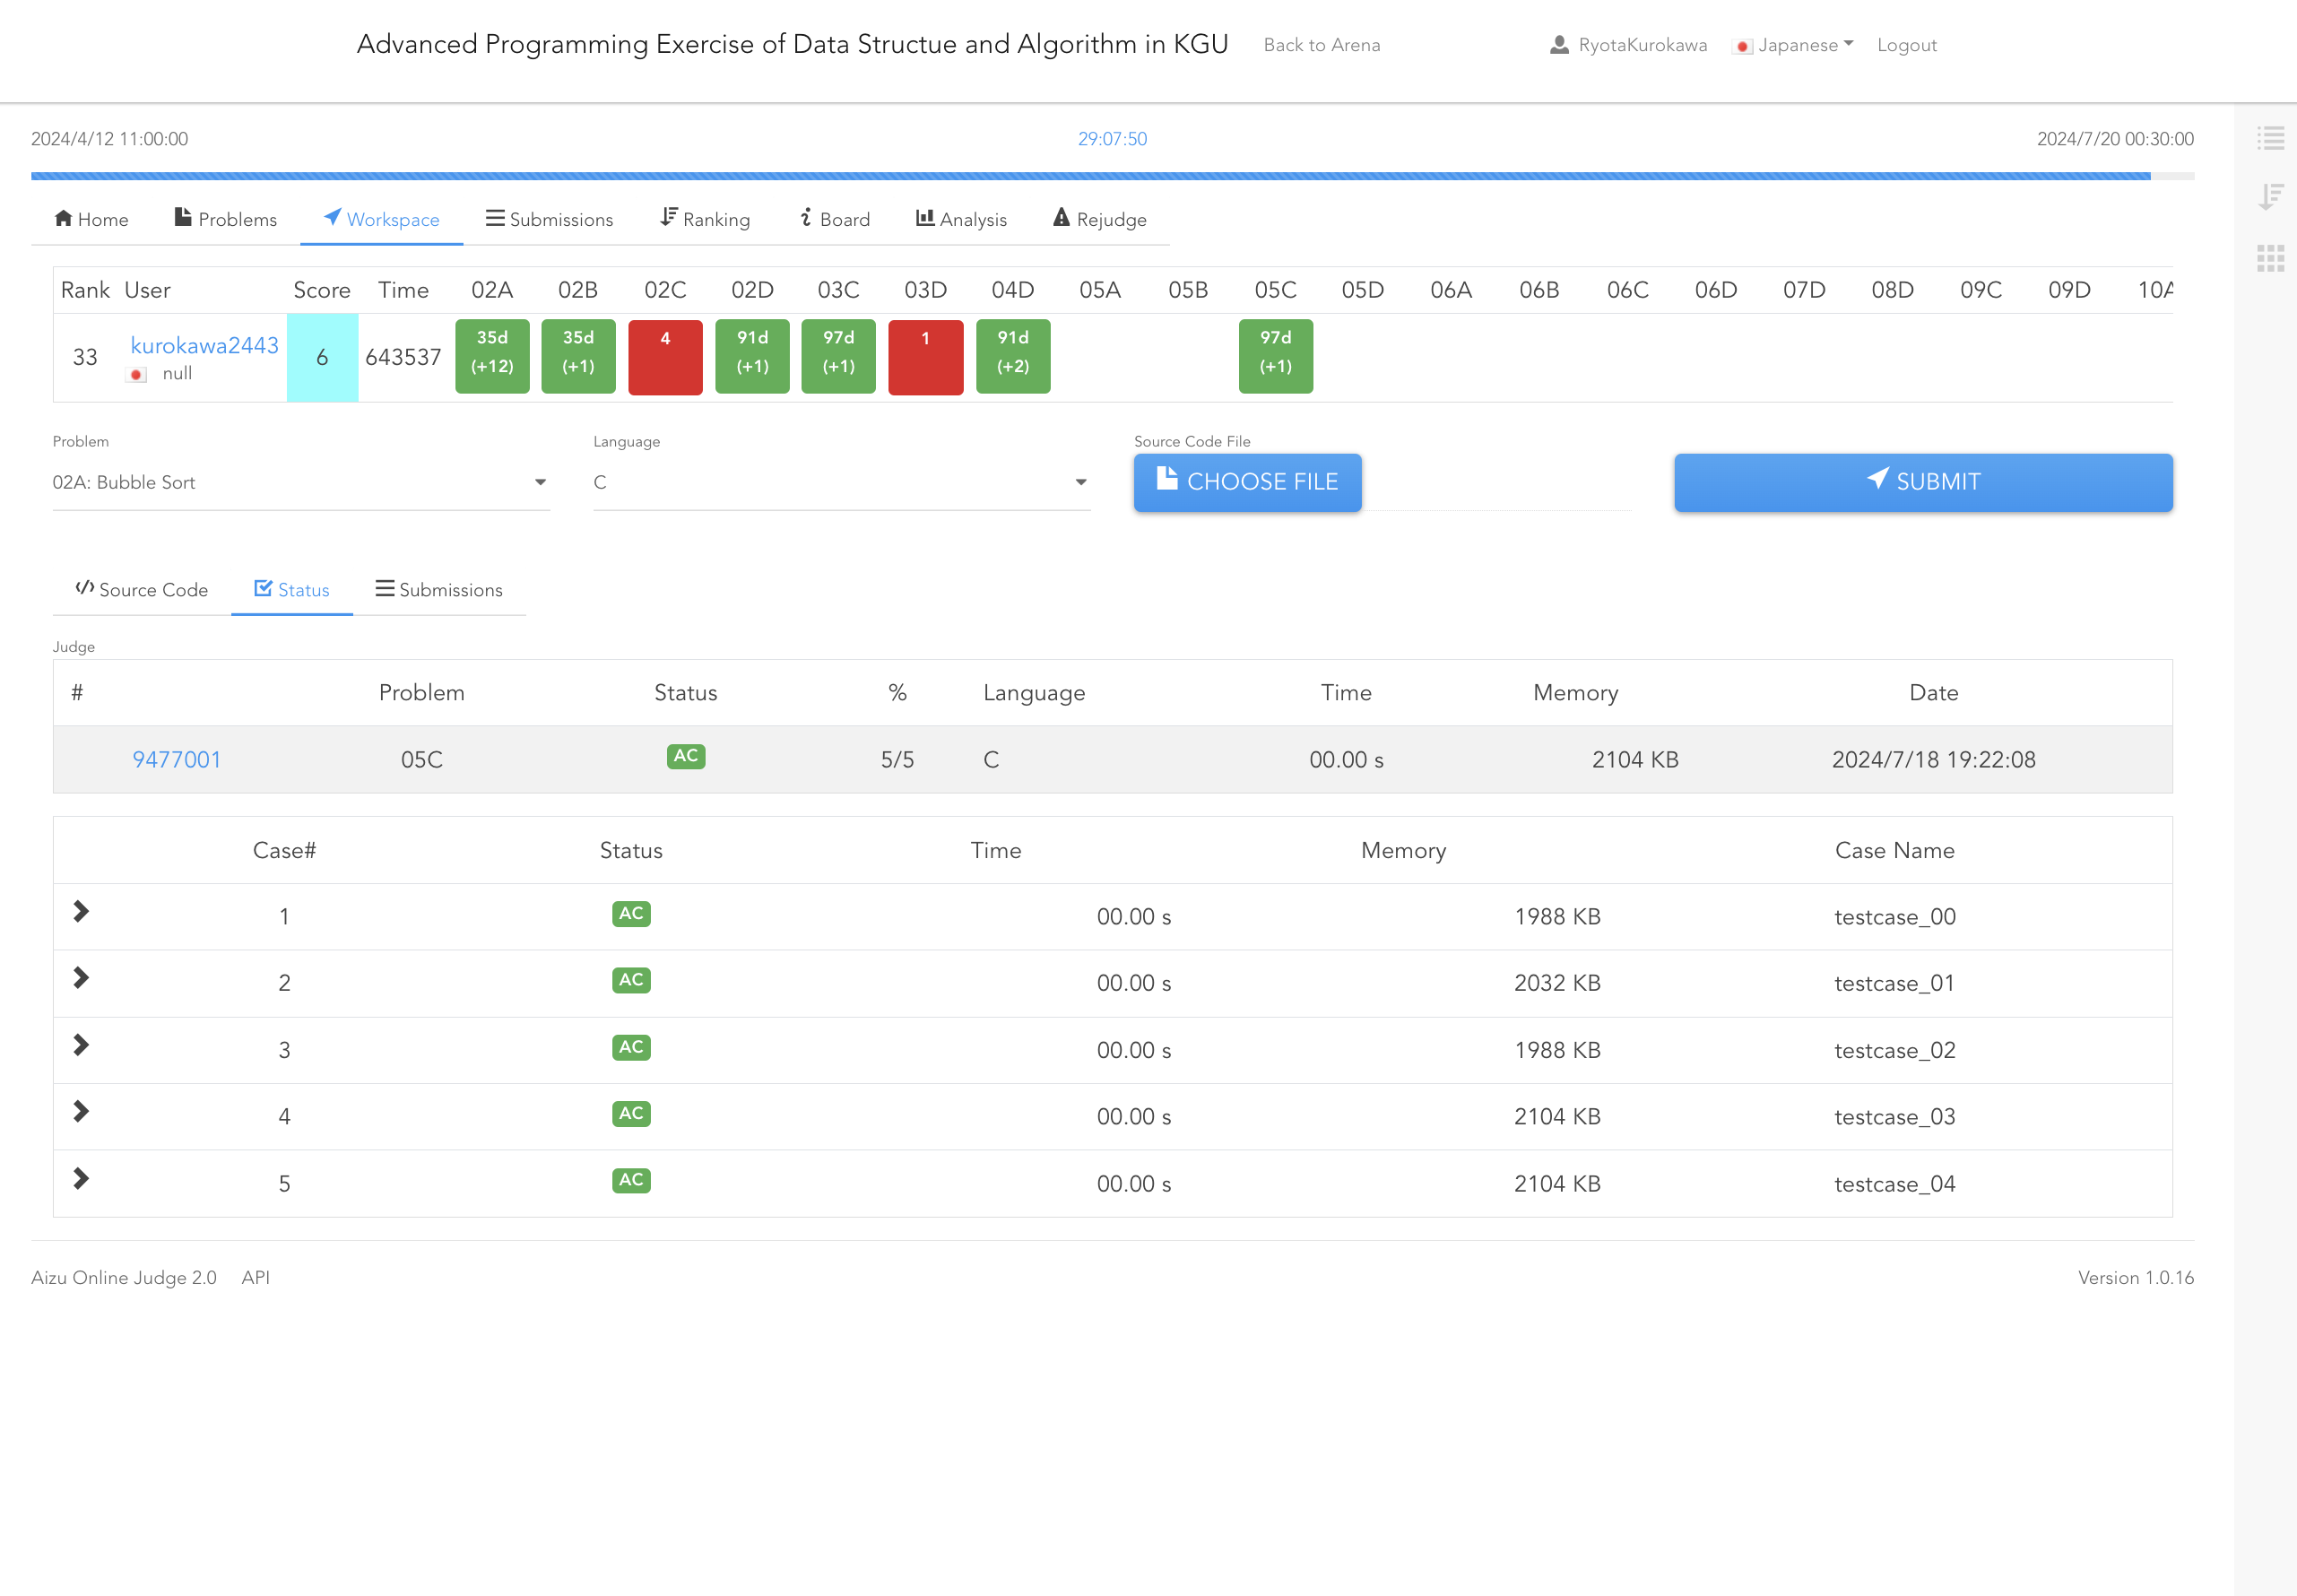 Advanced Programming Exercise of Data Structue and Algorithm in KGU Back to Arena RyotaKurokawa Japanese Logout
2024/4/12 11:00:00 29:07:50 2024/7/20 00:30:00
Home Problems Workspace Submissions Ranking Board Analysis Rejudge
Rank User Score Time 02A 02B 02C 02D 03C 03D 04D 05A 05B 05C 05D 06A 06B 06C 06D 07D 08D 09C 09D 10A
33 kurokawa2443 null 6 643537 35d (+12) 35d (+1) 4 91d (+1) 97d (+1) 1 91d (+2) 97d (+1)
Problem Language Source Code File
02A: Bubble Sort C CHOOSE FILE SUBMIT
Source Code Status Submissions
Judge
# Problem Status % Language Time Memory Date
9477001 05C AC 5/5 C 00.00 s 2104 KB 2024/7/18 19:22:08
Case# Status Time Memory Case Name
1 AC 00.00 s 1988 KB testcase_00
2 AC 00.00 s 2032 KB testcase_01
3 AC 00.00 s 1988 KB testcase_02
4 AC 00.00 s 2104 KB testcase_03
5 AC 00.00 s 2104 KB testcase_04
Aizu Online Judge 2.0 API Version 1.0.16